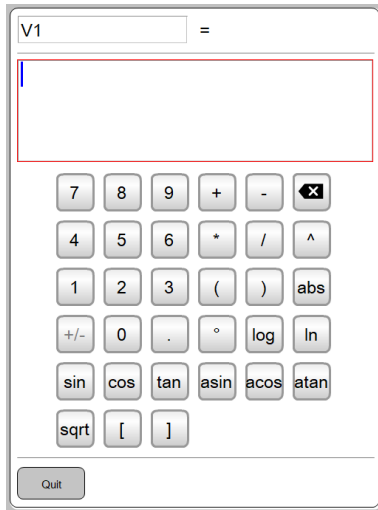 V1 =
7 8 9 + -
4 5 6 * / ^
1 2 3 ( ) abs
+/- 0 . ° log ln
sin cos tan asin acos atan
sqrt [ ]
Quit